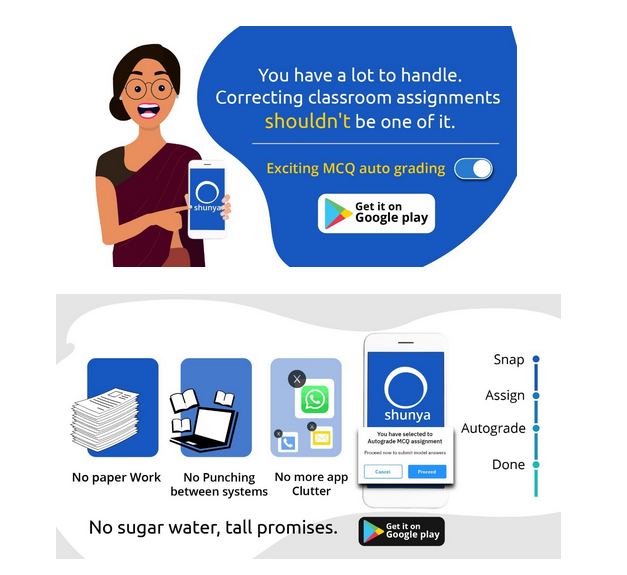 You have a lot to handle.
Correcting classroom assignments
shouldn't be one of it.
Exciting MCQ auto grading
shunya
Get it on
Google play
shunya
You have selected to
Autograde MCQ assignment
Proceed now to submit model answers
Cancel
Proceed
Snap
Assign
Autograde
Done
No paper Work
No Punching
between systems
No more app
Clutter
No sugar water, tall promises.
Get it on
Google play